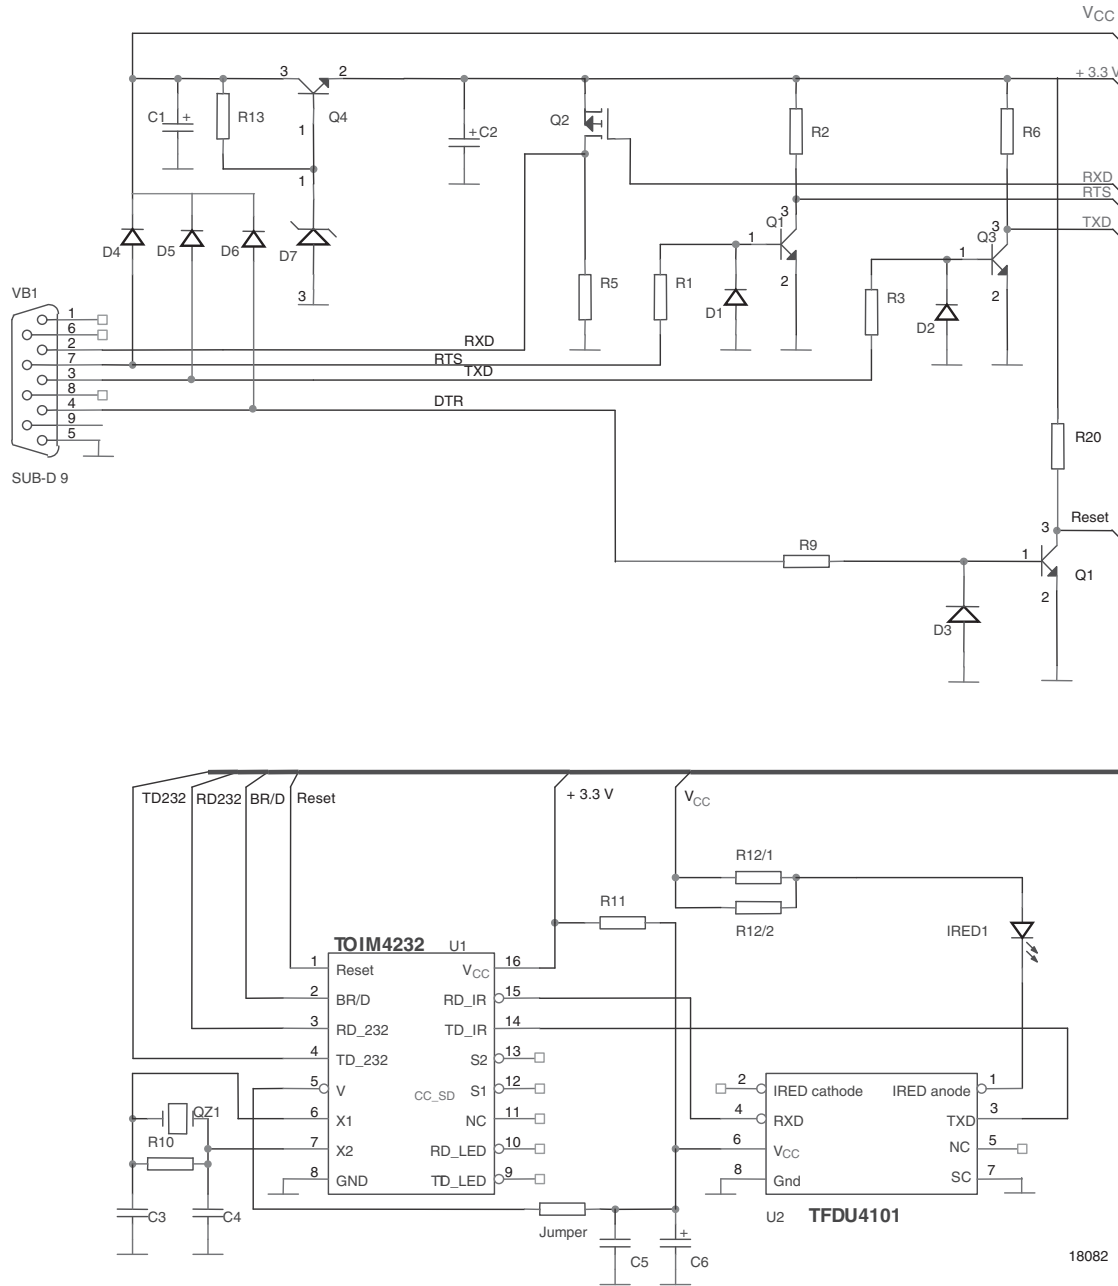 VCC
3 2 + 3.3 V
C1 + R13 Q4 + C2 Q2 R2 R6
1
1 RXD
RTS
3 Q1 TXD
3 Q3
D4 D5 D6 D7 1 1
VB1 3 R5 R1 D1 2 R3 D2 2
1
6
2 RXD
7 RTS
3 TXD
8
4 DTR
9
5
R20
SUB-D 9
3 Reset
R9 1
Q1
D3 2
TD232 RD232 BR/D Reset + 3.3 V VCC
R12/1
R11
R12/2 IRED1
TOIM4232 U1
1 Reset VCC 16
2 BR/D RD_IR 15
3 RD_232 TD_IR 14
4 TD_232 S2 13
5 V CC_SD S1 12
6 X1 NC 11
7 X2 RD_LED 10
8 GND TD_LED 9
QZ1
R10
C3 C4
Jumper
C5 + C6
2 IRED cathode IRED anode 1
4 RXD TXD 3
6 VCC NC 5
8 Gnd SC 7
U2 TFDU4101
18082